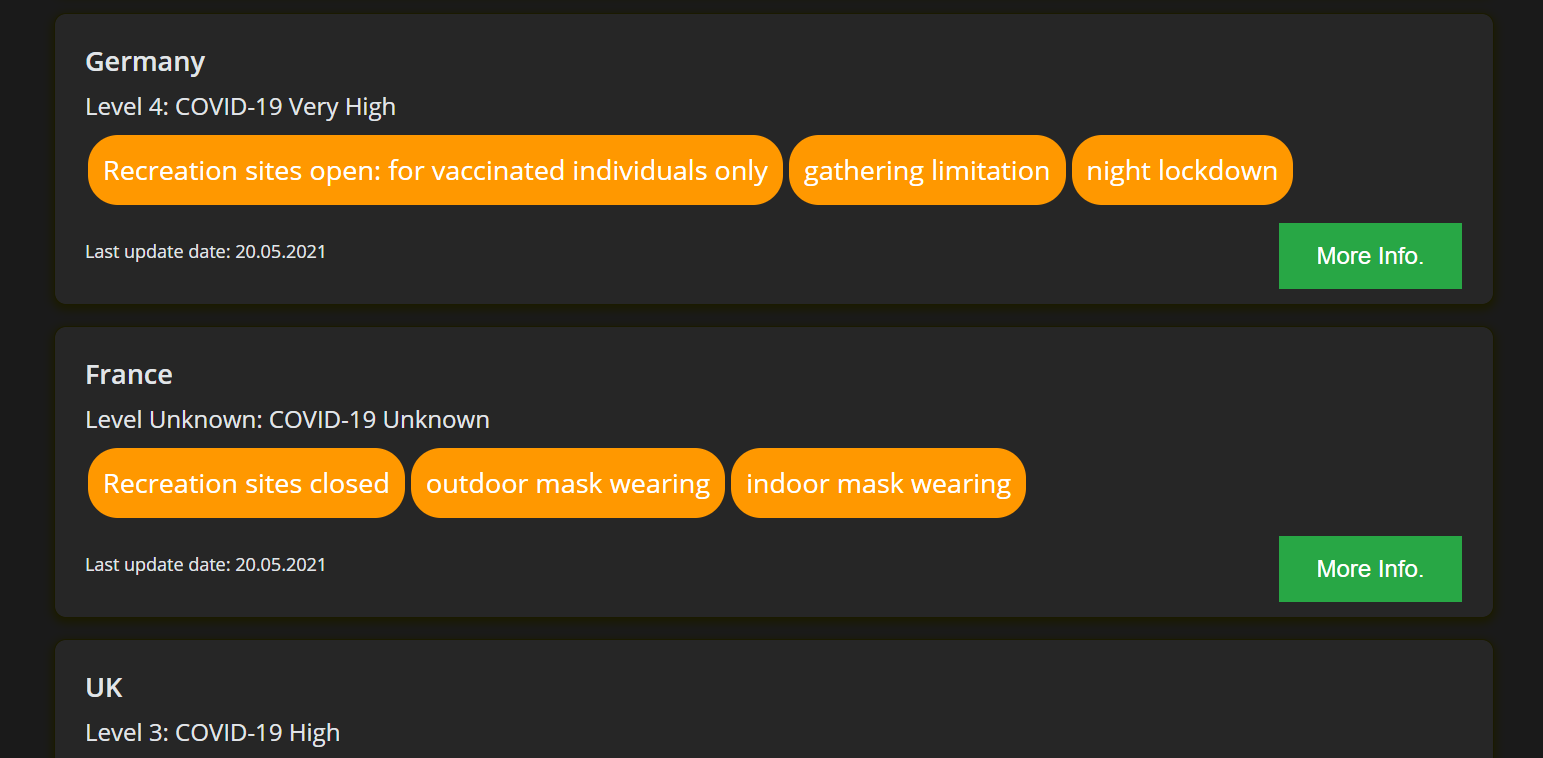 Germany
Level 4: COVID-19 Very High
Recreation sites open: for vaccinated individuals only gathering limitation night lockdown
Last update date: 20.05.2021 More Info.
France
Level Unknown: COVID-19 Unknown
Recreation sites closed outdoor mask wearing indoor mask wearing
Last update date: 20.05.2021 More Info.
UK
Level 3: COVID-19 High